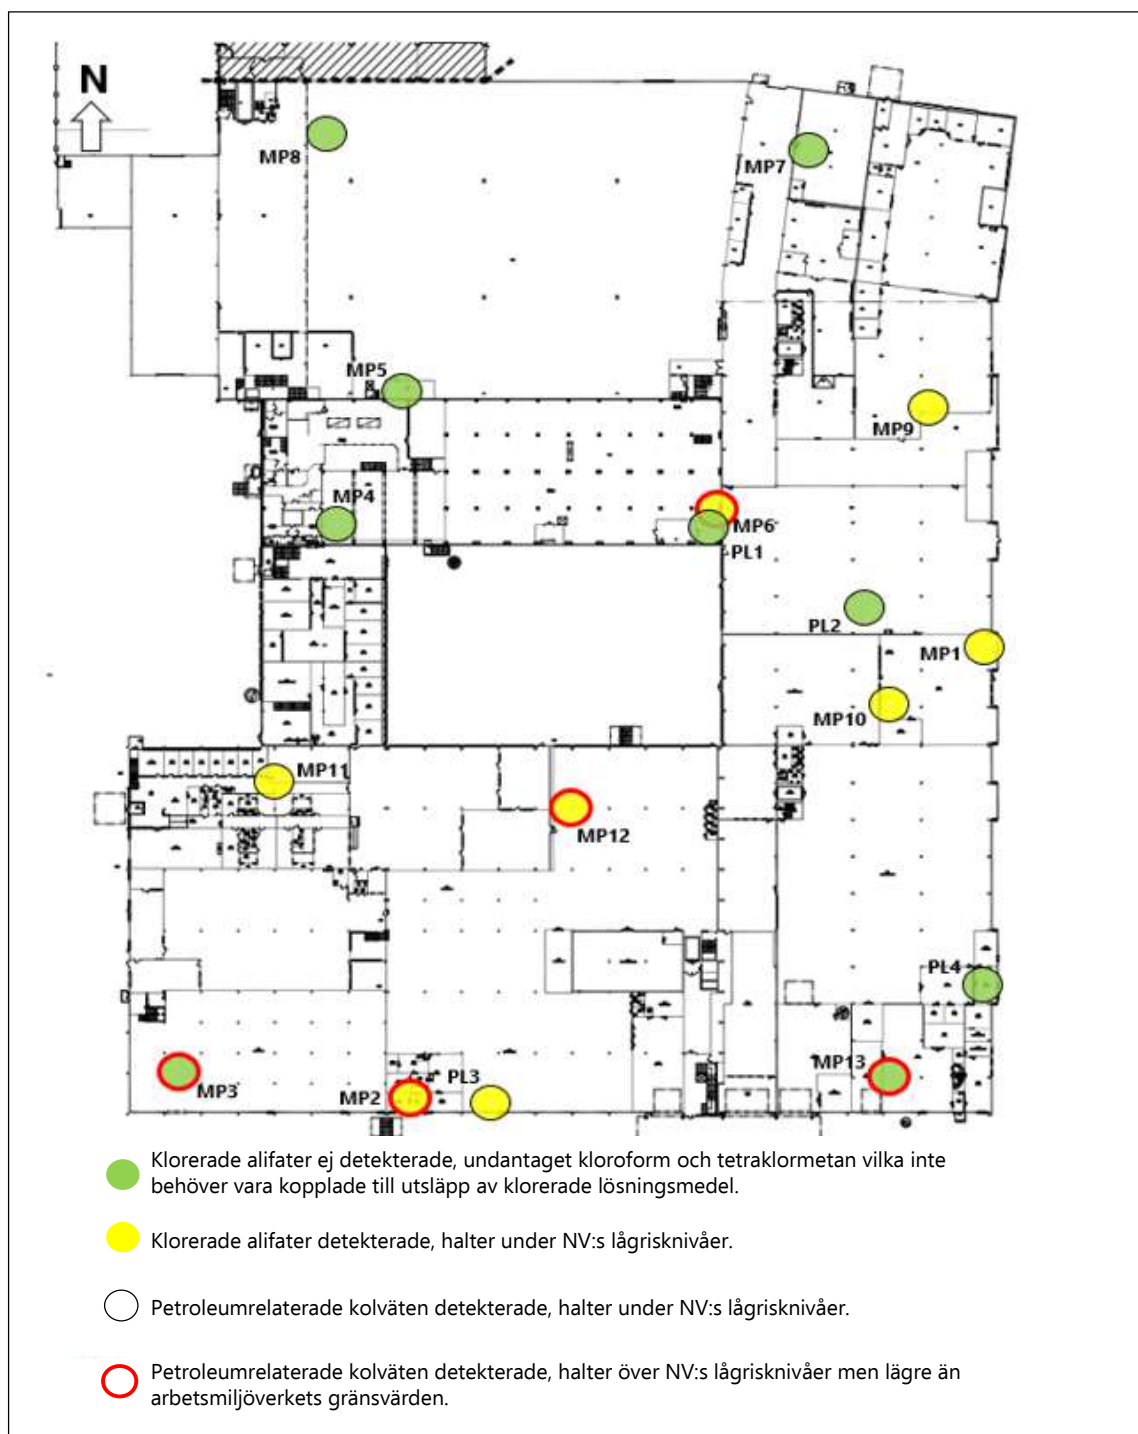 N
MP8
MP7
MP5
MP9
MP4
MP6
PL1
PL2
MP1
MP10
MP11
MP12
PL4
MP13
PL3
MP3
MP2
Klorerade alifater ej detekterade, undantaget kloroform och tetraklormetan vilka inte
behöver vara kopplade till utsläpp av klorerade lösningsmedel.
Klorerade alifater detekterade, halter under NV:s lågrisknivåer.
Petroleumrelaterade kolväten detekterade, halter under NV:s lågrisknivåer.
Petroleumrelaterade kolväten detekterade, halter över NV:s lågrisknivåer men lägre än
arbetsmiljöverkets gränsvärden.